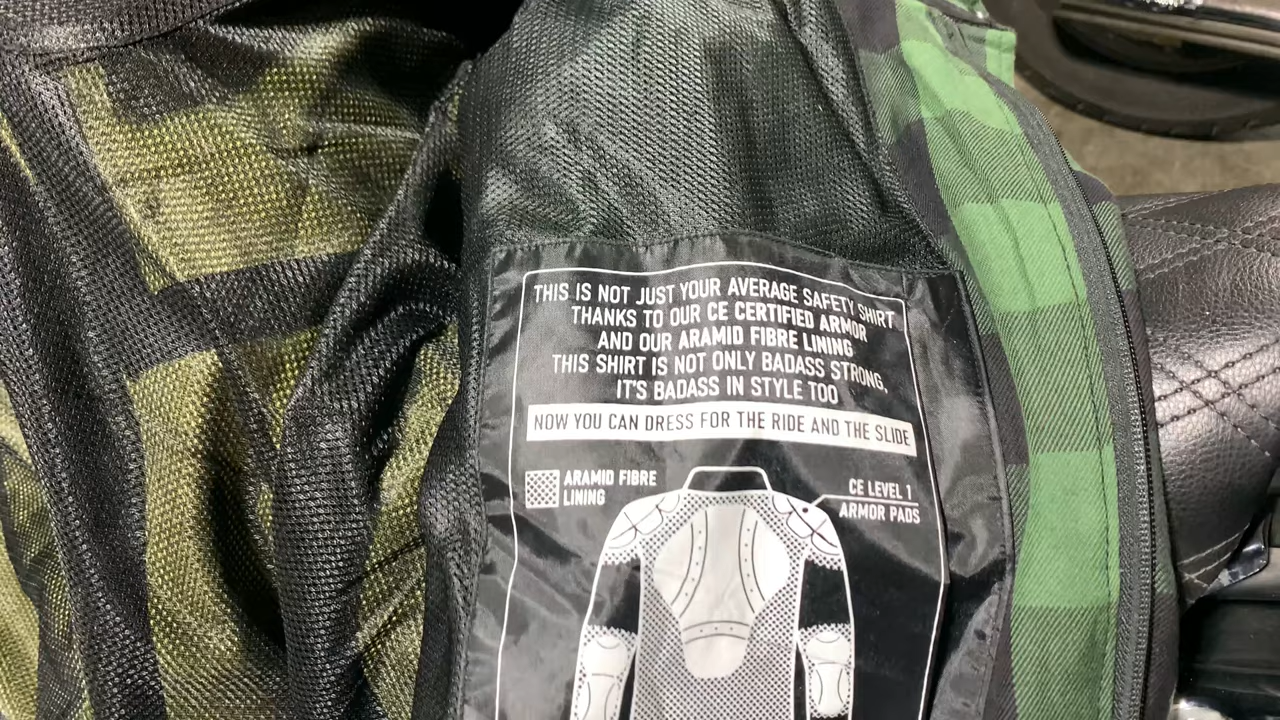 THIS IS NOT JUST YOUR AVERAGE SAFETY SHIRT
THANKS TO OUR CE CERTIFIED ARMOR
AND OUR ARAMID FIBRE LINING
THIS SHIRT IS NOT ONLY BADASS STRONG,
IT'S BADASS IN STYLE TOO
NOW YOU CAN DRESS FOR THE RIDE AND THE SLIDE
ARAMID FIBRE
LINING
CE LEVEL 1
ARMOR PADS